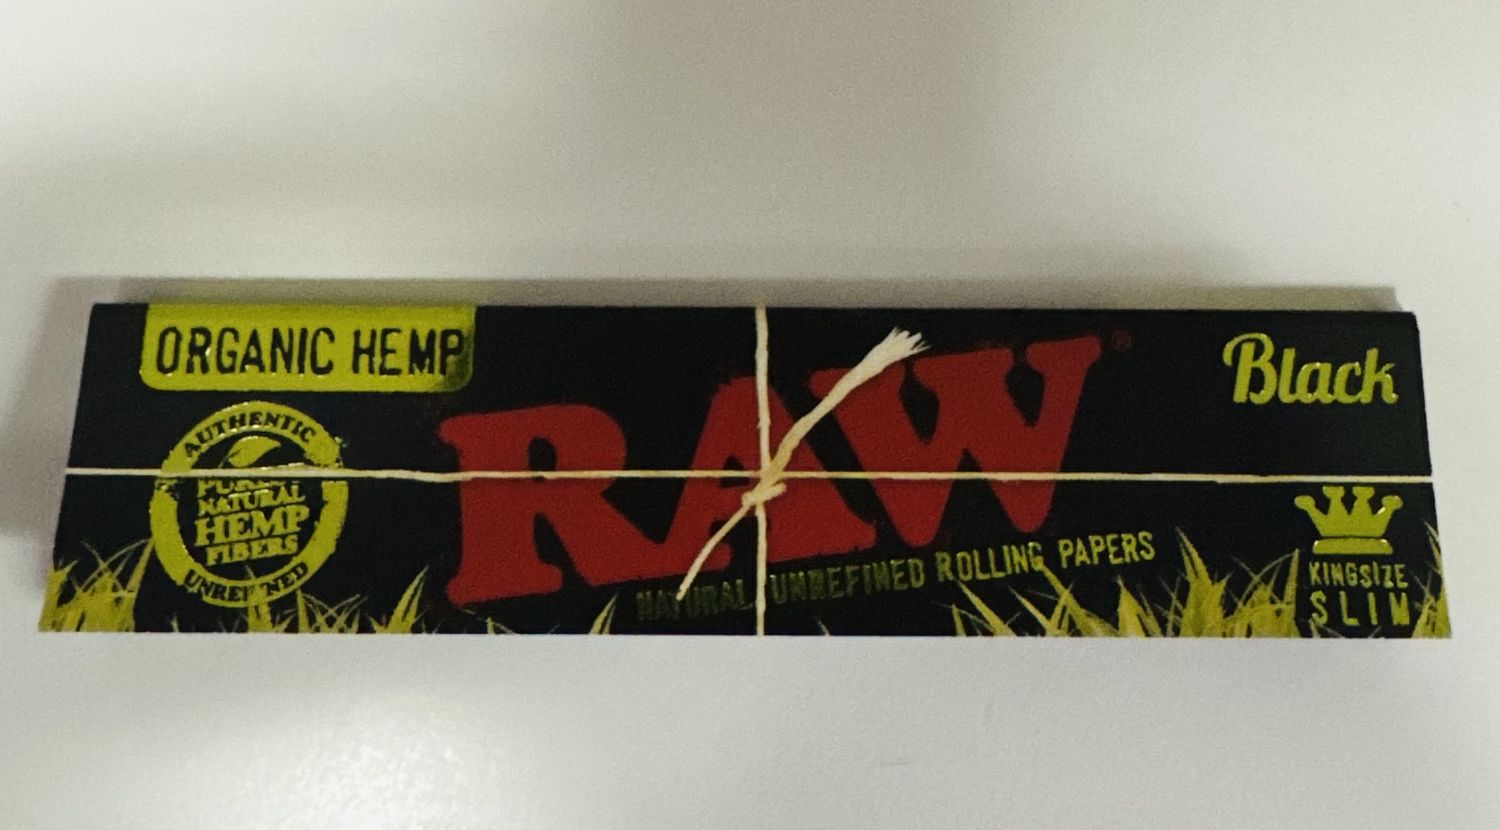 ORGANIC HEMP
AUTHENTIC
PURE
NATURAL
HEMP
FIBERS
UNREFINED
RAW®
NATURAL UNREFINED ROLLING PAPERS
Black
KINGSIZE
SLIM